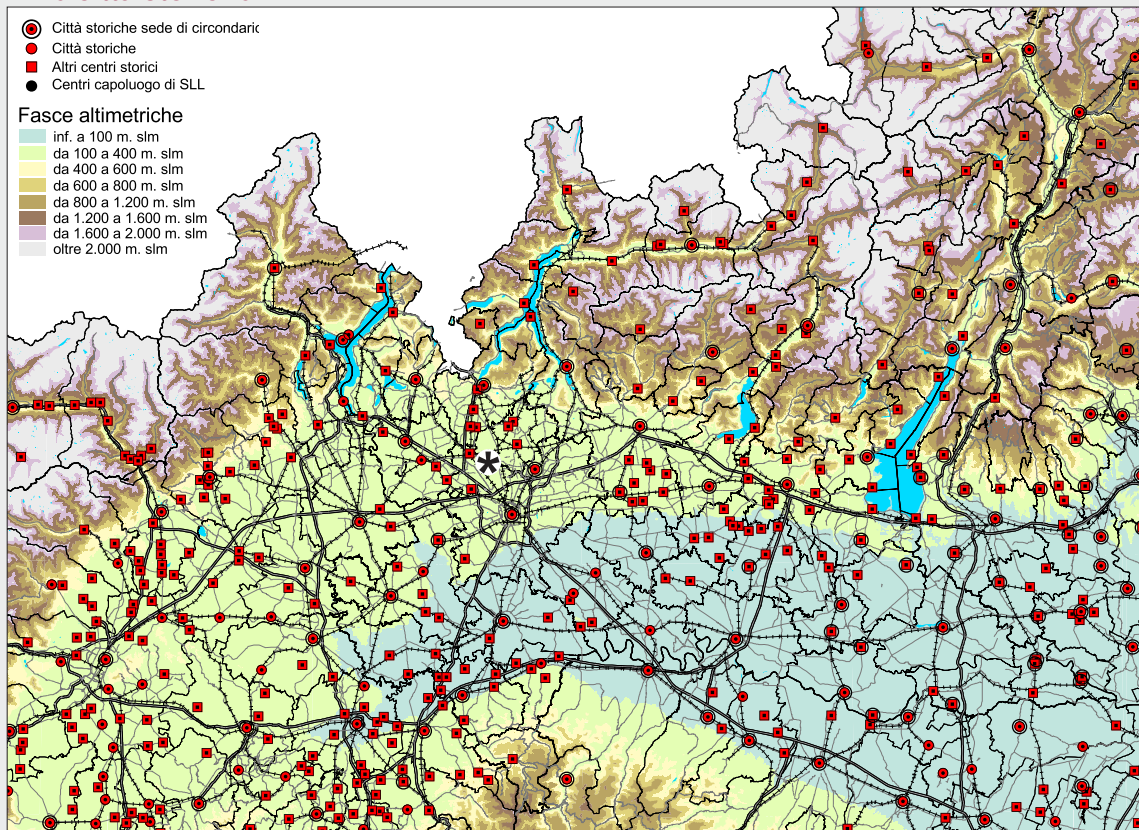 Città storiche sede di circondario
Città storiche
Altri centri storici
Centri capoluogo di SLL
Fasce altimetriche
inf. a 100 m. slm
da 100 a 400 m. slm
da 400 a 600 m. slm
da 600 a 800 m. slm
da 800 a 1.200 m. slm
da 1.200 a 1.600 m. slm
da 1.600 a 2.000 m. slm
oltre 2.000 m. slm
*